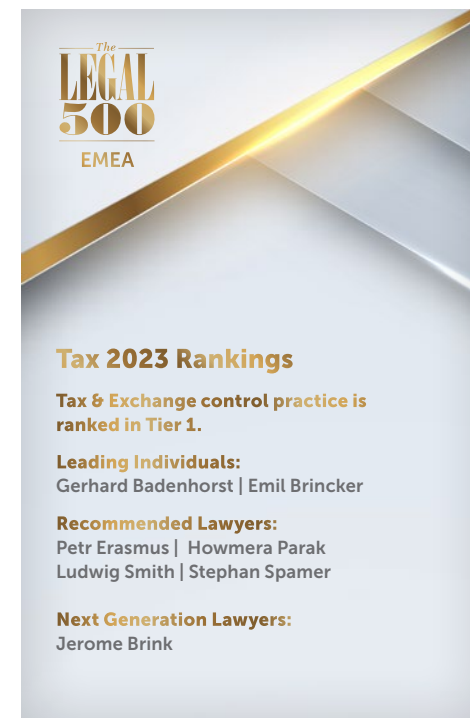 The
LEGAL
500
EMEA
Tax 2023 Rankings
Tax & Exchange control practice is
ranked in Tier 1.
Leading Individuals:
Gerhard Badenhorst | Emil Brincker
Recommended Lawyers:
Petr Erasmus | Howmera Parak
Ludwig Smith | Stephan Spamer
Next Generation Lawyers:
Jerome Brink